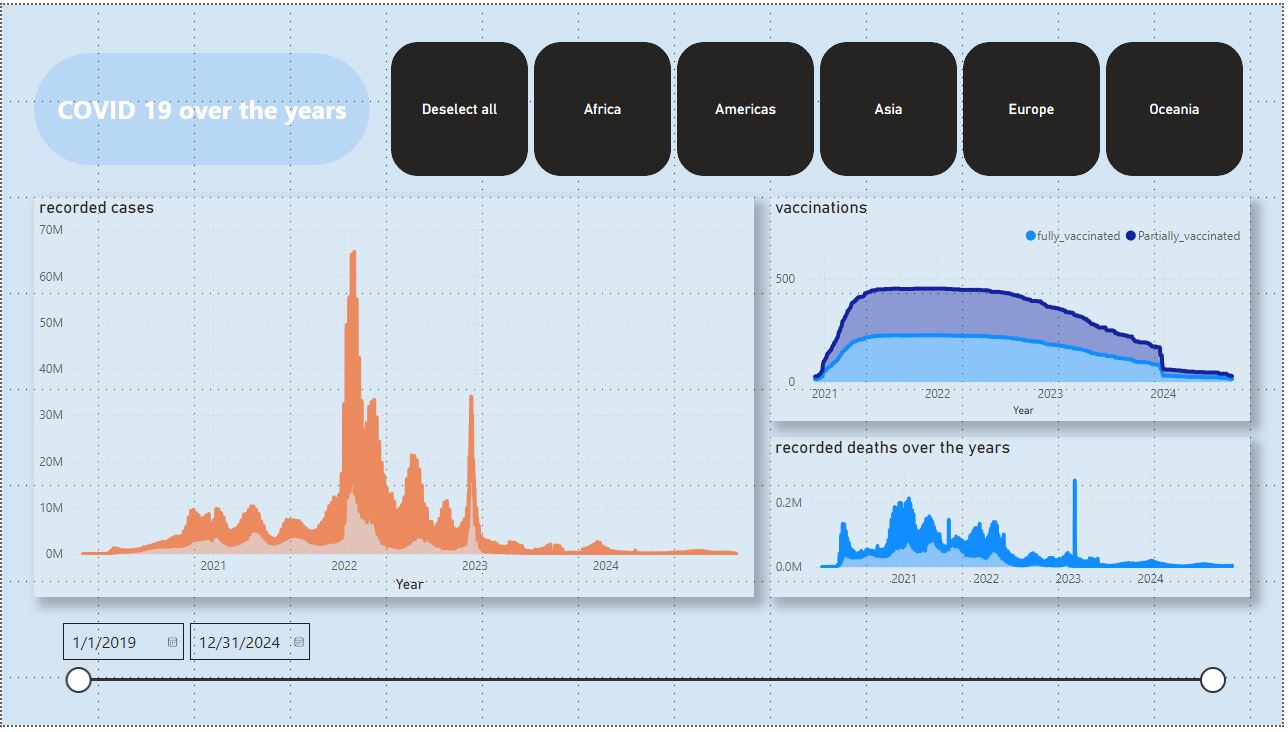 COVID 19 over the years
Deselect all
Africa
Americas
Asia
Europe
Oceania
recorded cases
70M
60M
50M
40M
30M
20M
10M
0M
2021 2022 2023 2024
Year
vaccinations
fully_vaccinated Partially_vaccinated
500
0
2021 2022 2023 2024
Year
recorded deaths over the years
0.2M
0.0M
2021 2022 2023 2024
1/1/2019
12/31/2024